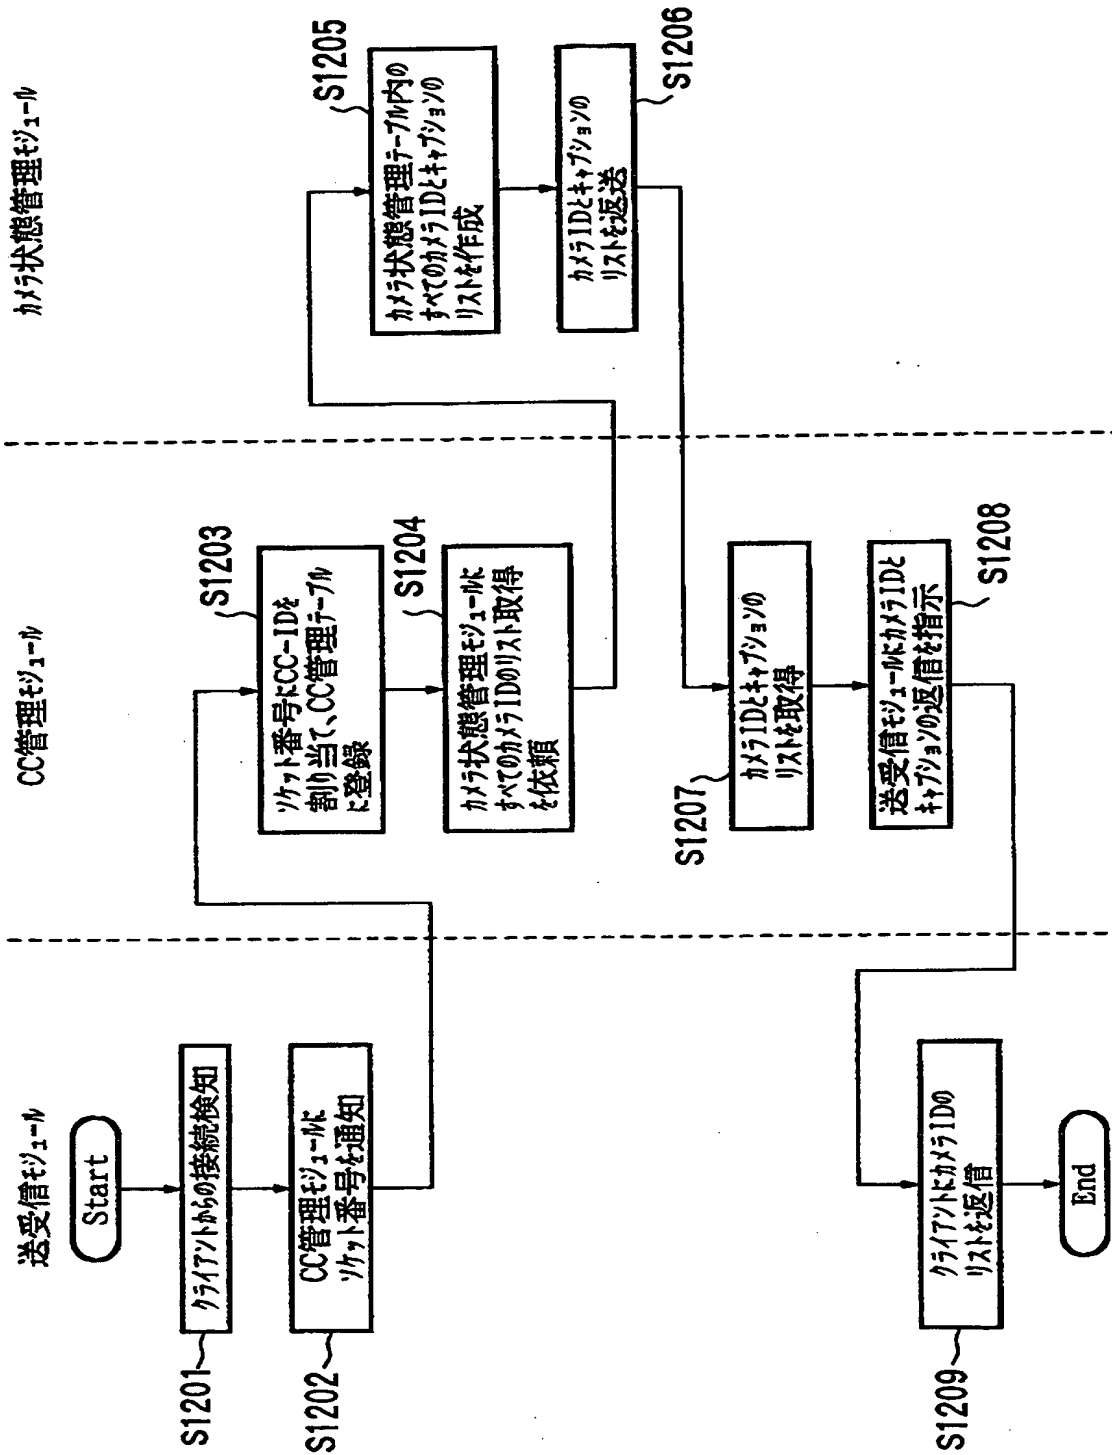 送受信モジュール
CC管理モジュール
カメラ状態管理モジュール
Start
S1201
クライアントからの接続検知
S1202
CC管理モジュールに
ソケット番号を通知
S1203
ソケット番号にCC-IDを
割り当て、CC管理テーブル
に登録
S1204
カメラ状態管理モジュールに
すべてのカメラIDのリスト取得
を依頼
S1205
カメラ状態管理テーブル内の
すべてのカメラIDとキャプションの
リストを作成
S1206
カメラIDとキャプションの
リストを返送
S1207
カメラIDとキャプションの
リストを取得
S1208
送受信モジュールにカメラIDと
キャプションの返信を指示
S1209
クライアントにカメラIDの
リストを返信
End